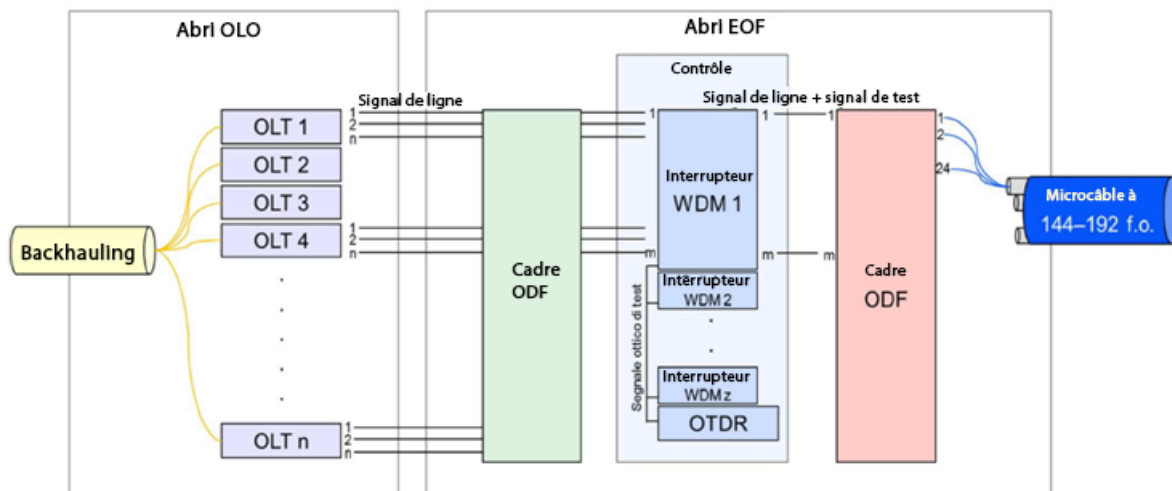 Abri OLO
Abri EOF
Contrôle
Signal de ligne
Signal de ligne + signal de test
1
2
n
OLT 1
OLT 2
OLT 3
1
2
n
OLT 4
Backhauling
1
2
n
OLT n
Cadre
ODF
1
m
Interrupteur
WDM 1
Interrupteur
WDM 2
Interrupteur
WDM z
OTDR
Segnale ottico di test
1
m
1
m
Cadre
ODF
1
2
24
Microcâble à
144–192 f.o.